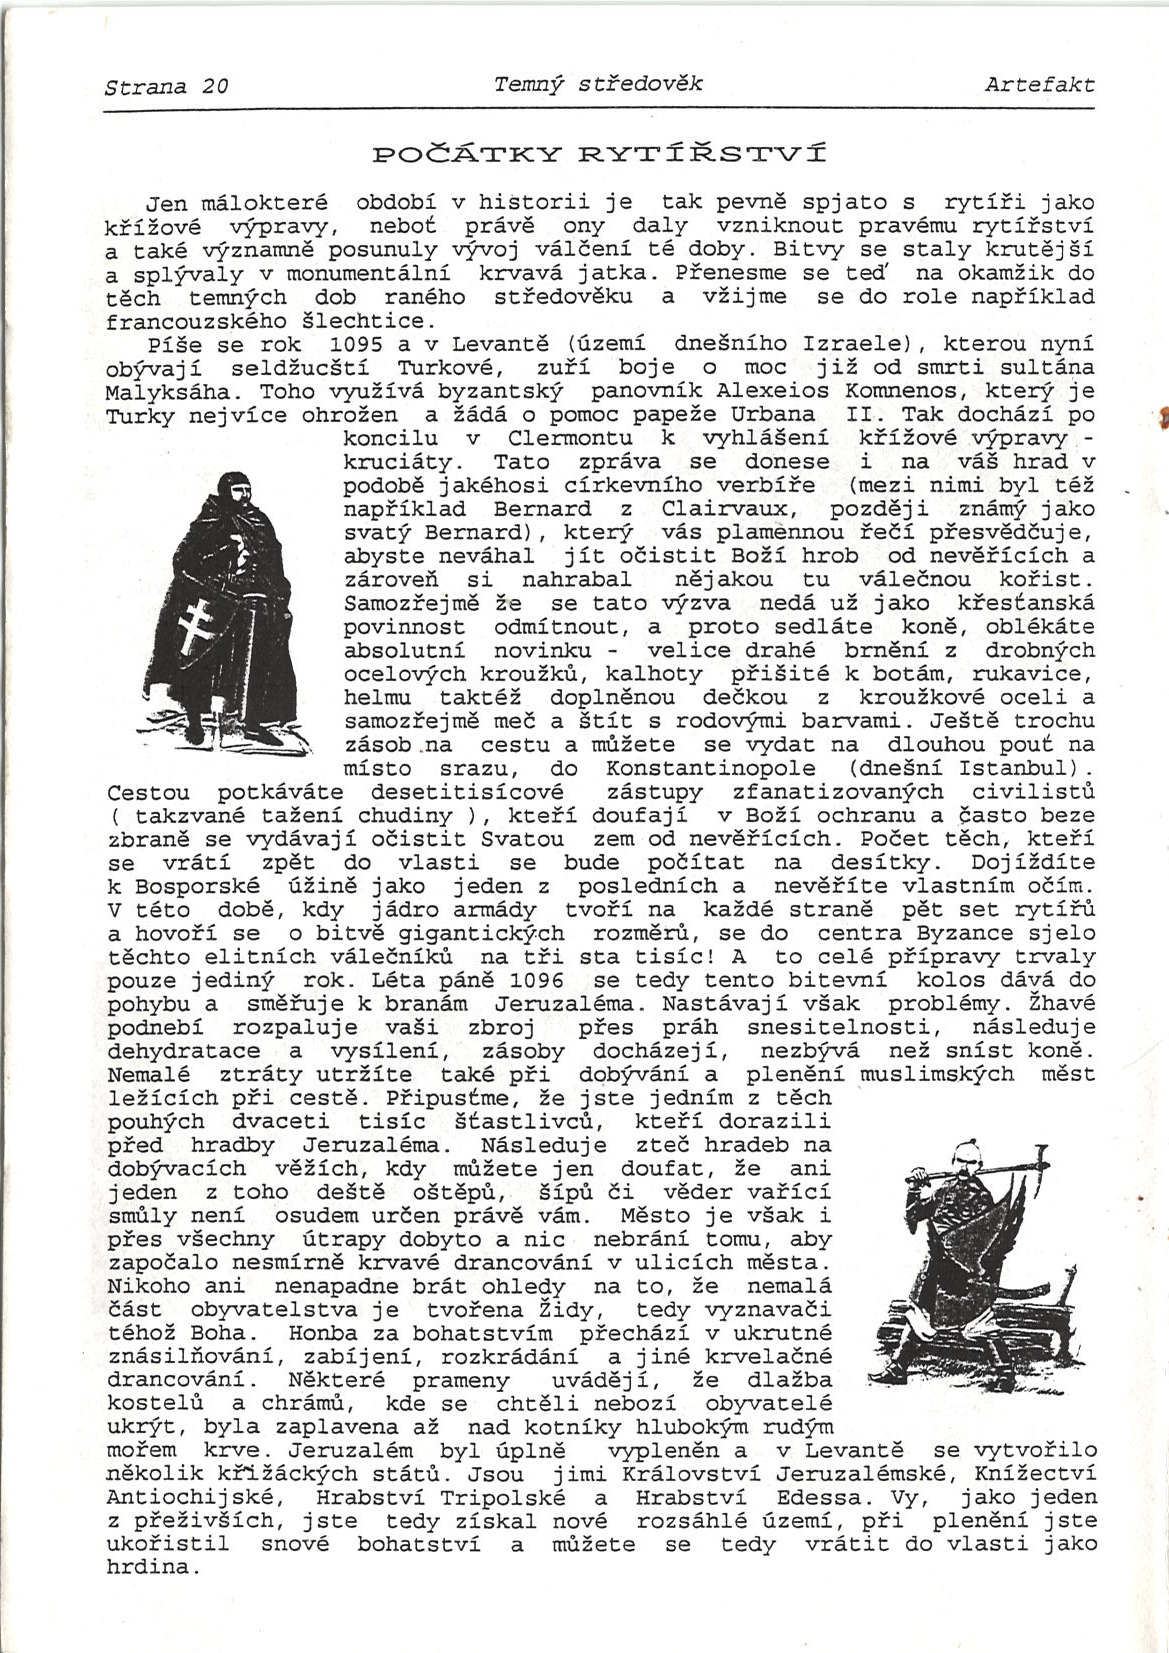 Strana 20 Temný středověk Artefakt
POČÁTKY RYTÍŘSTVÍ
Jen málokteré období v historii je tak pevně spjato s rytíři jako
křížové výpravy, neboť právě ony daly vzniknout pravému rytířství
a také významně posunuly vývoj válčení té doby. Bitvy se staly krutější
a splývaly v monumentální krvavá jatka. Přenesme se teď na okamžik do
těch temných dob raného středověku a vžijme se do role například
francouzského šlechtice.
Píše se rok 1095 a v Levantě (území dnešního Izraele), kterou nyní
obývají seldžucští Turkové, zuří boje o moc již od smrti sultána
Malyksáha. Toho využívá byzantský panovník Alexeios Komnenos, který je
Turky nejvíce ohrožen a žádá o pomoc papeže Urbana II. Tak dochází po
koncilu v Clermontu k vyhlášení křížové výpravy -
kruciáty. Tato zpráva se donese i na váš hrad v
podobě jakéhosi církevního verbíře (mezi nimi byl též
například Bernard z Clairvaux, později známý jako
svatý Bernard), který vás plamennou řečí přesvědčuje,
abyste neváhal jít očistit Boží hrob od nevěřících a
zároveň si nahrabal nějakou tu válečnou kořist.
Samozřejmě že se tato výzva nedá už jako křesťanská
povinnost odmítnout, a proto sedláte koně, oblékáte
absolutní novinku - velice drahé brnění z drobných
ocelových kroužků, kalhoty přišité k botám, rukavice,
helmu taktéž doplněnou dečkou z kroužkové oceli a
samozřejmě meč a štít s rodovými barvami. Ještě trochu
zásob na cestu a můžete se vydat na dlouhou pouť na
místo srazu, do Konstantinopole (dnešní Istanbul).
Cestou potkáváte desetitisícové zástupy zfanatizovaných civilistů
( takzvané tažení chudiny ), kteří doufají v Boží ochranu a často beze
zbraně se vydávají očistit Svatou zem od nevěřících. Počet těch, kteří
se vrátí zpět do vlasti se bude počítat na desítky. Dojíždíte
k Bosporské úžině jako jeden z posledních a nevěříte vlastním očím.
V této době, kdy jádro armády tvoří na každé straně pět set rytířů
a hovoří se o bitvě gigantických rozměrů, se do centra Byzance sjelo
těchto elitních válečníků na tři sta tisíc! A to celé přípravy trvaly
pouze jediný rok. Léta páně 1096 se tedy tento bitevní kolos dává do
pohybu a směřuje k branám Jeruzaléma. Nastávají však problémy. Žhavé
podnebí rozpaluje vaši zbroj přes práh snesitelnosti, následuje
dehydratace a vysílení, zásoby docházejí, nezbývá než sníst koně.
Nemalé ztráty utržíte také při dobývání a plenění muslimských měst
ležících při cestě. Připusťme, že jste jedním z těch
pouhých dvaceti tisíc šťastlivců, kteří dorazili
před hradby Jeruzaléma. Následuje zteč hradeb na
dobývacích věžích, kdy můžete jen doufat, že ani
jeden z toho deště oštěpů, šípů či věder vařící
smůly není osudem určen právě vám. Město je však i
přes všechny útrapy dobyto a nic nebrání tomu, aby
započalo nesmírně krvavé drancování v ulicích města.
Nikoho ani nenapadne brát ohledy na to, že nemalá
část obyvatelstva je tvořena židy, tedy vyznavači
téhož Boha. Honba za bohatstvím přechází v ukrutné
znásilňování, zabíjení, rozkrádání a jiné krvelačné
drancování. Některé prameny uvádějí, že dlažba
kostelů a chrámů, kde se chtěli nebozí obyvatelé
ukrýt, byla zaplavena až nad kotníky hlubokým rudým
mořem krve. Jeruzalém byl úplně vypleněn a v Levantě se vytvořilo
několik křižáckých států. Jsou jimi Království Jeruzalémské, Knížectví
Antiochijské, Hrabství Tripolské a Hrabství Edessa. Vy, jako jeden
z přeživších, jste tedy získal nové rozsáhlé území, při plenění jste
ukořistil snové bohatství a můžete se tedy vrátit do vlasti jako
hrdina.